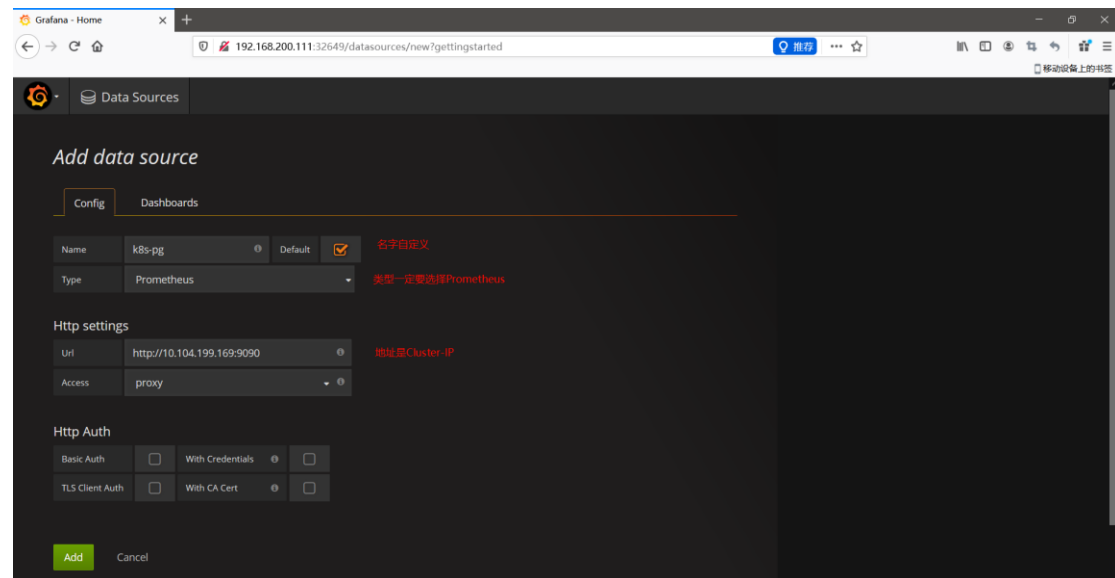 Grafana - Home
192.168.200.111:32649/datasources/new?gettingstarted
推荐
移动设备上的书签
Data Sources
Add data source
Config Dashboards
Name k8s-pg Default 名字自定义
Type Prometheus 类型一定要选择Prometheus
Http settings
Url http://10.104.199.169:9090 地址是Cluster-IP
Access proxy
Http Auth
Basic Auth With Credentials
TLS Client Auth With CA Cert
Add Cancel